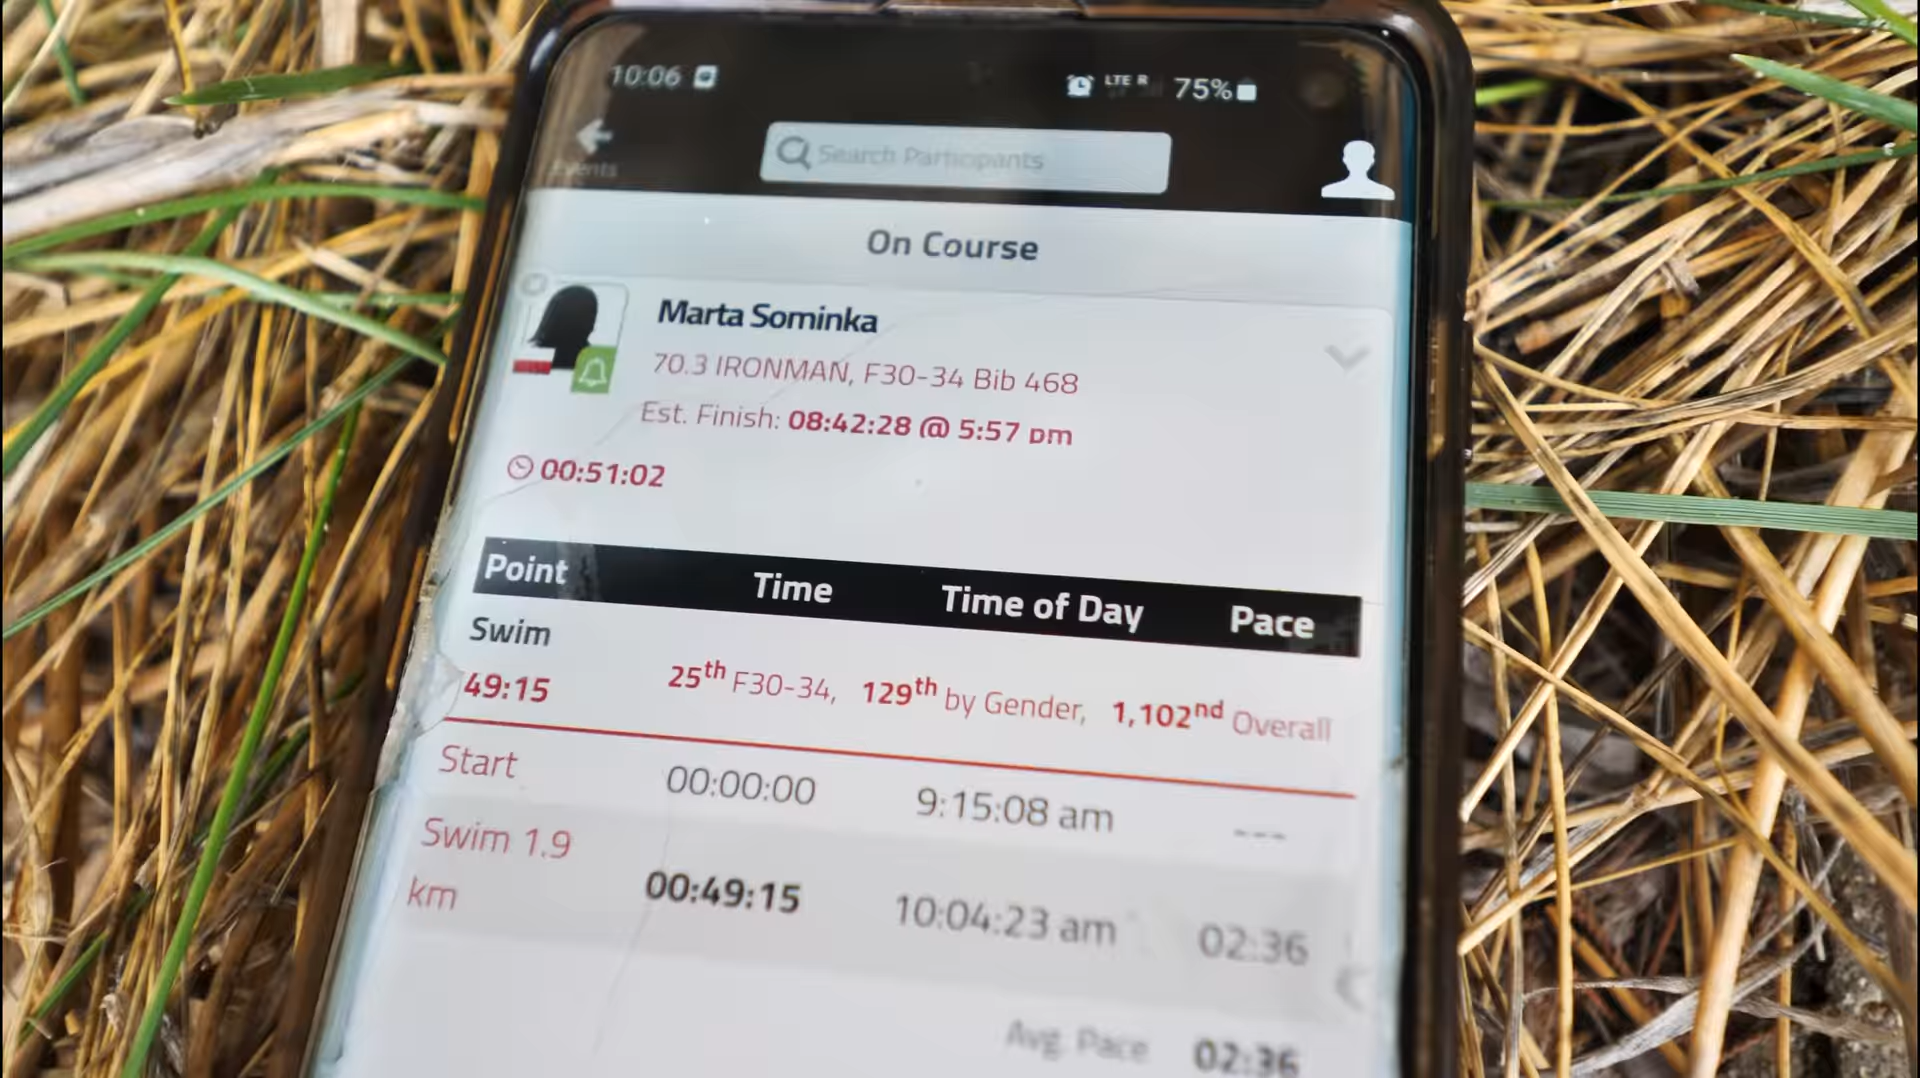 10:06 LTE R 75%
Search Participants
On Course
Marta Sominka
70.3 IRONMAN, F30-34 Bib 468
Est. Finish: 08:42:28 @ 5:57 pm
00:51:02
Point Time Time of Day Pace
Swim
49:15 25th F30-34, 129th by Gender, 1,102nd Overall
Start 00:00:00 9:15:08 am ---
Swim 1.9 km 00:49:15 10:04:23 am 02:36
Avg. Pace 02:36